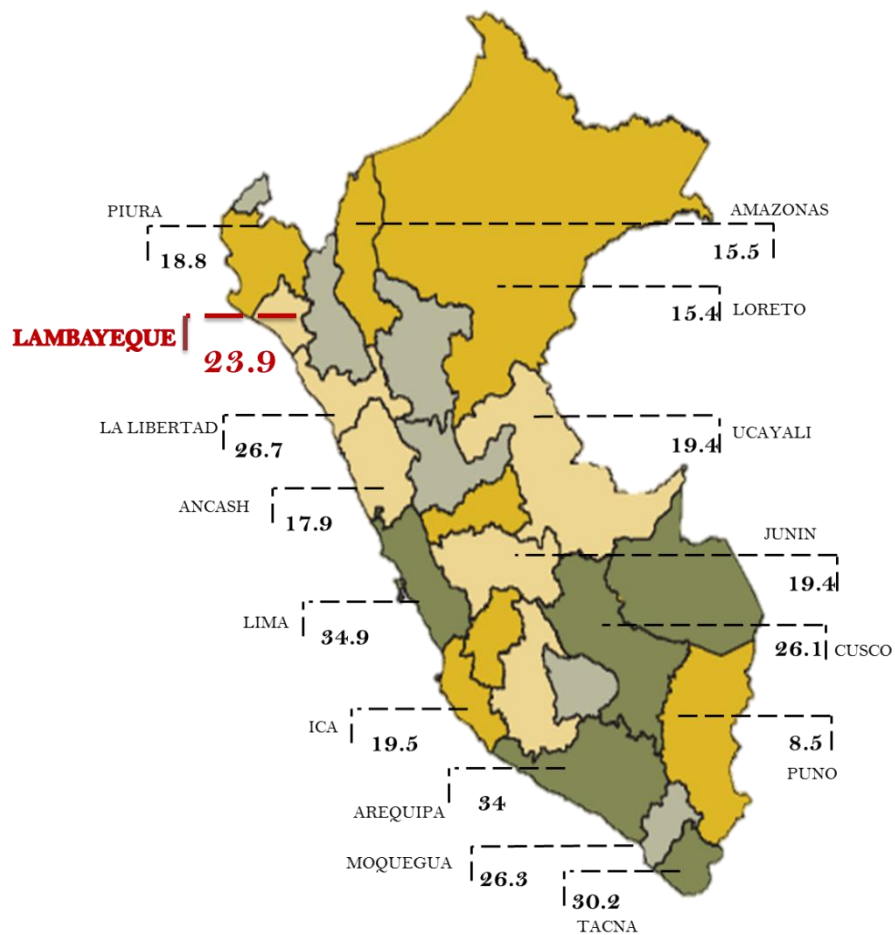 PIURA
18.8
AMAZONAS
15.5
LORETO
15.4
LAMBAYEQUE
23.9
LA LIBERTAD
26.7
UCAYALI
19.4
ANCASH
17.9
JUNIN
19.4
LIMA
34.9
CUSCO
26.1
ICA
19.5
8.5
PUNO
AREQUIPA
34
MOQUEGUA
26.3
30.2
TACNA